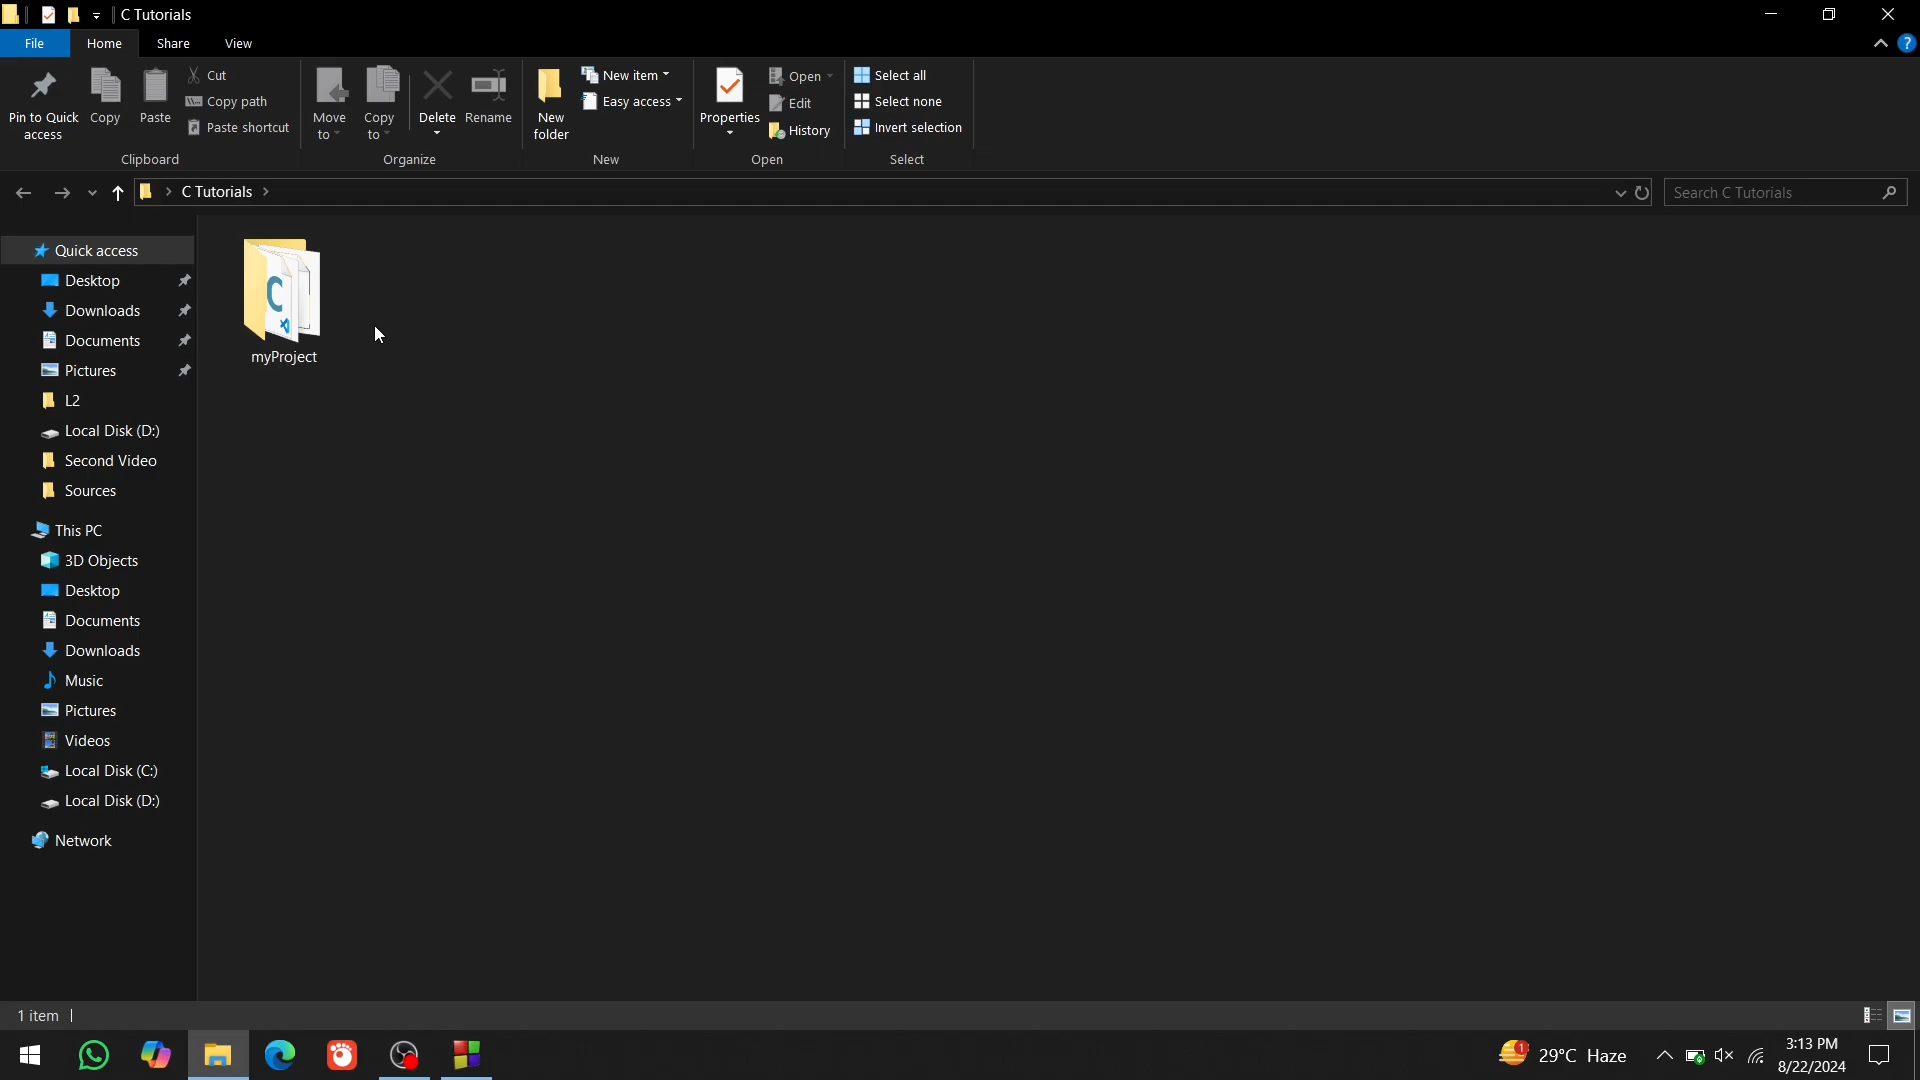 C Tutorials
File Home Share View
Pin to Quick access
Copy
Paste
Cut
Copy path
Paste shortcut
Clipboard
Move to
Copy to
Delete
Rename
Organize
New folder
New item
Easy access
New
Properties
Open
Edit
History
Open
Select all
Select none
Invert selection
Select
C Tutorials
Search C Tutorials
Quick access
Desktop
Downloads
Documents
Pictures
L2
Local Disk (D:)
Second Video
Sources
This PC
3D Objects
Desktop
Documents
Downloads
Music
Pictures
Videos
Local Disk (C:)
Local Disk (D:)
Network
C
myProject
1 item
1
29°C Haze
3:13 PM
8/22/2024